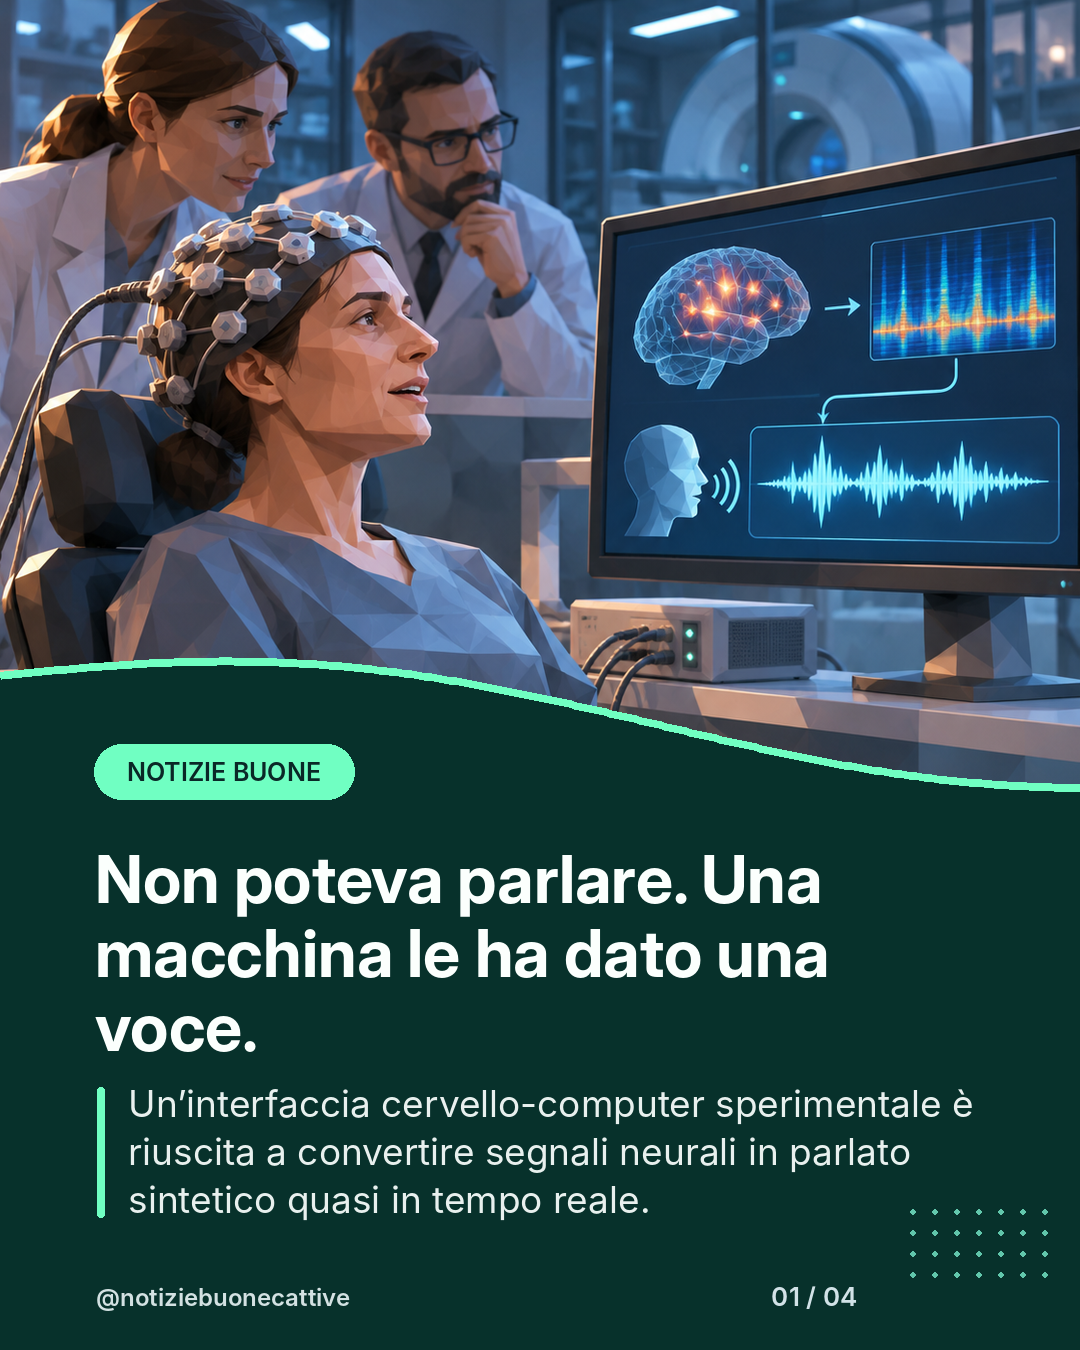 NOTIZIE BUONE
Non poteva parlare. Una
macchina le ha dato una
voce.
Un’interfaccia cervello-computer sperimentale è
riuscita a convertire segnali neurali in parlato
sintetico quasi in tempo reale.
@notiziebuonecattive
01 / 04